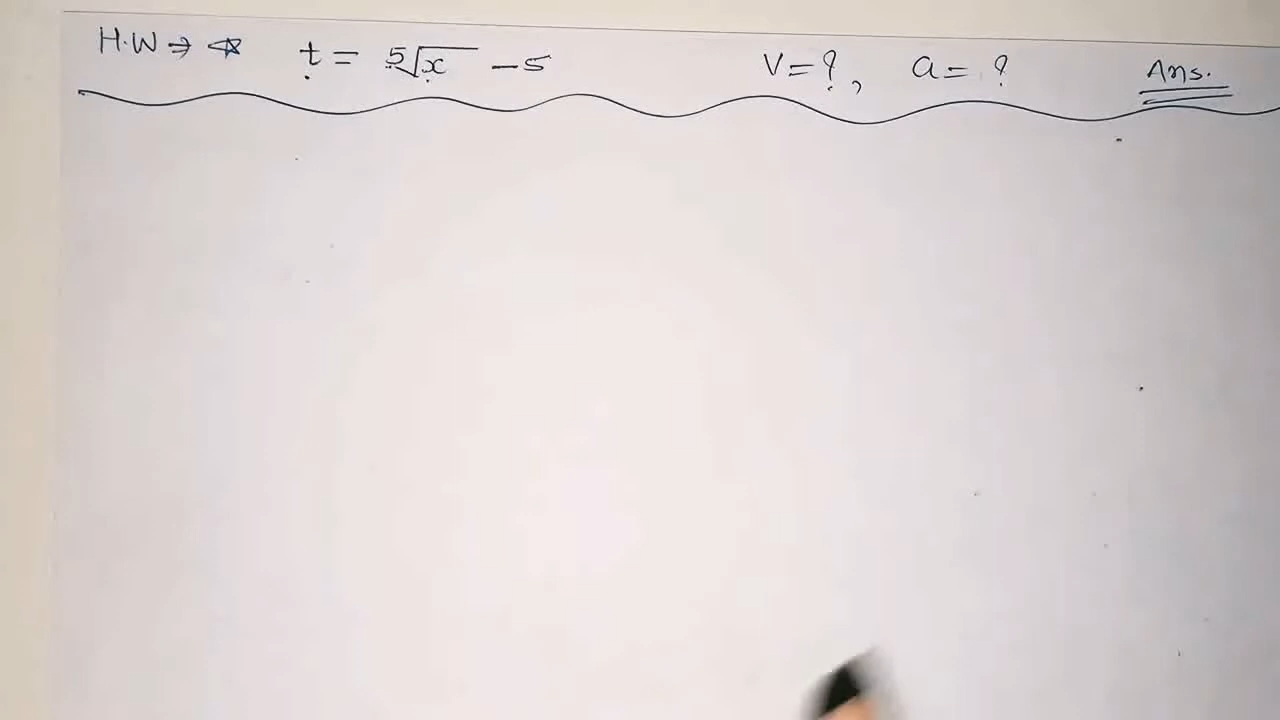 H.W → ☆ t = ⁵√x - 5 V = ?, a = ? Ans.